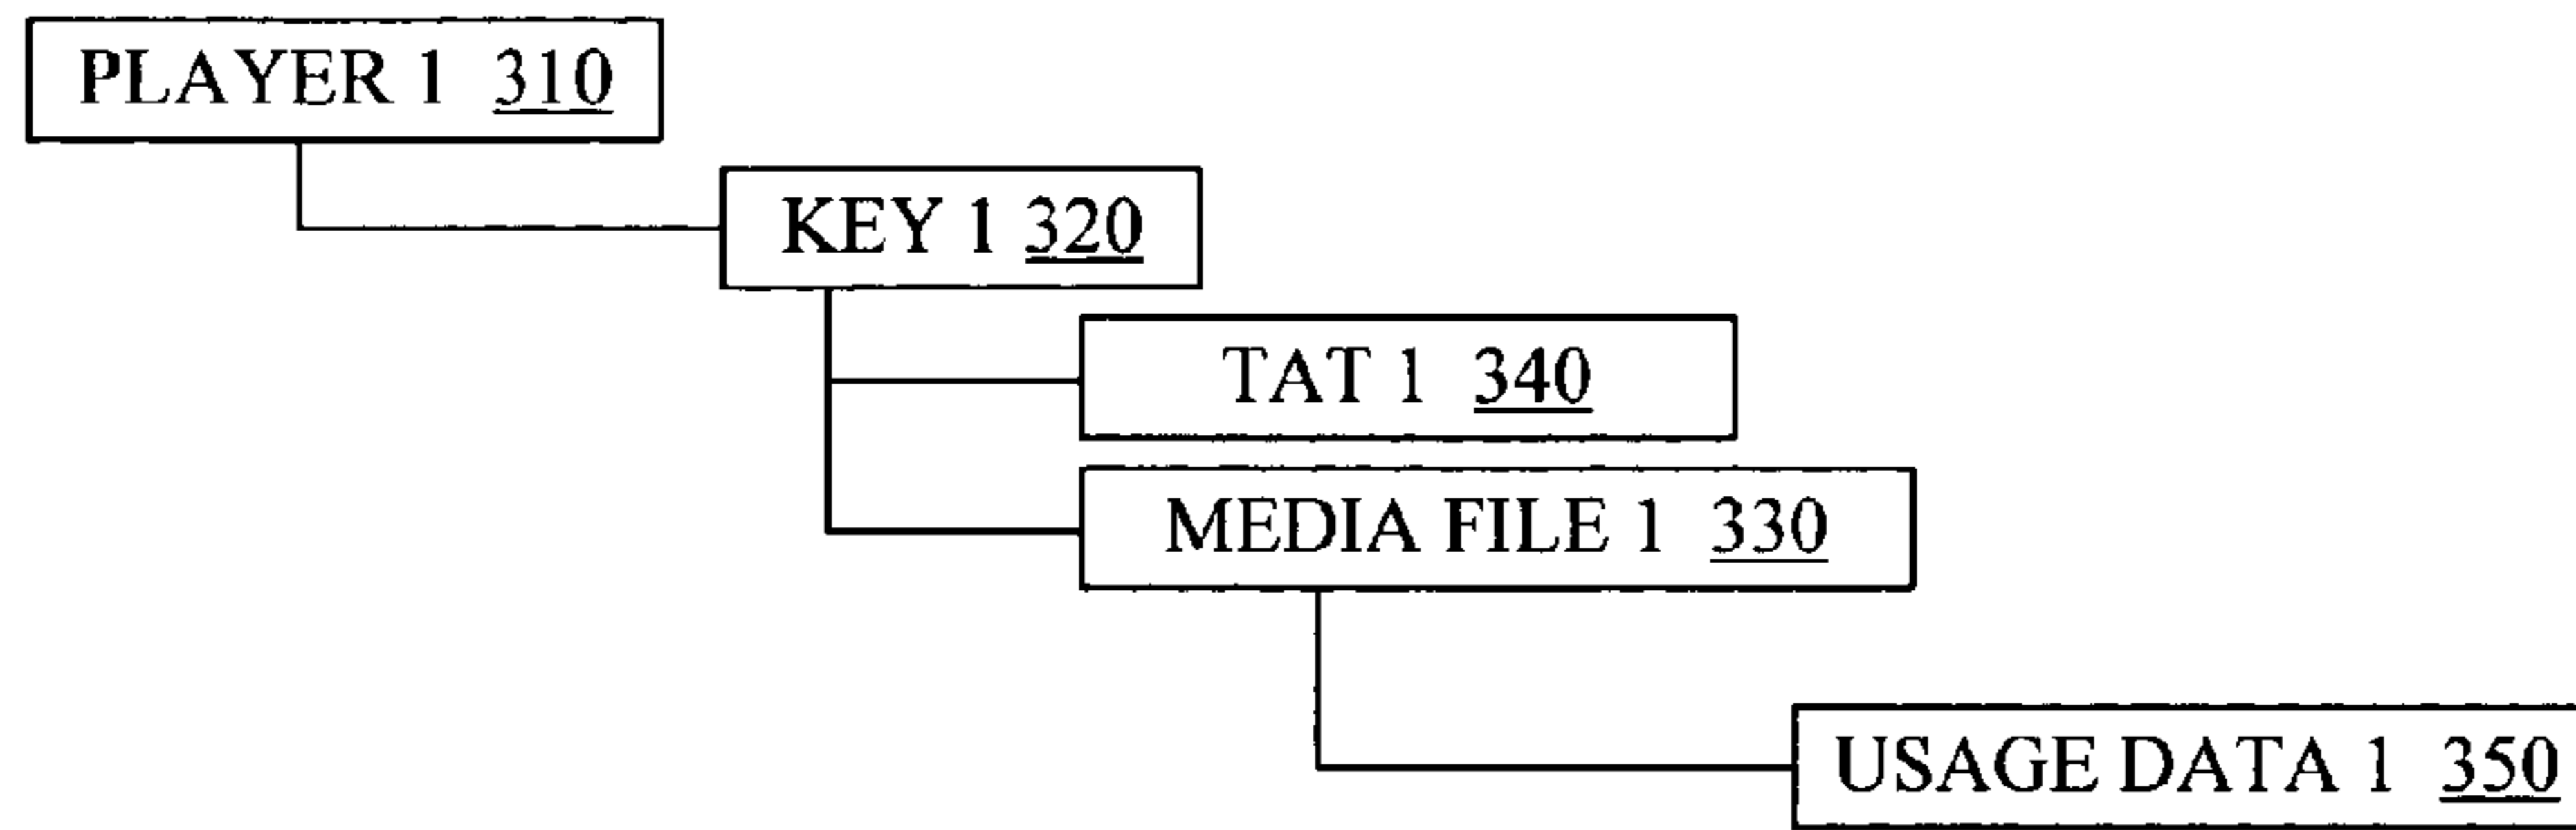 PLAYER 1 310
KEY 1 320
TAT 1 340
MEDIA FILE 1 330
USAGE DATA 1 350